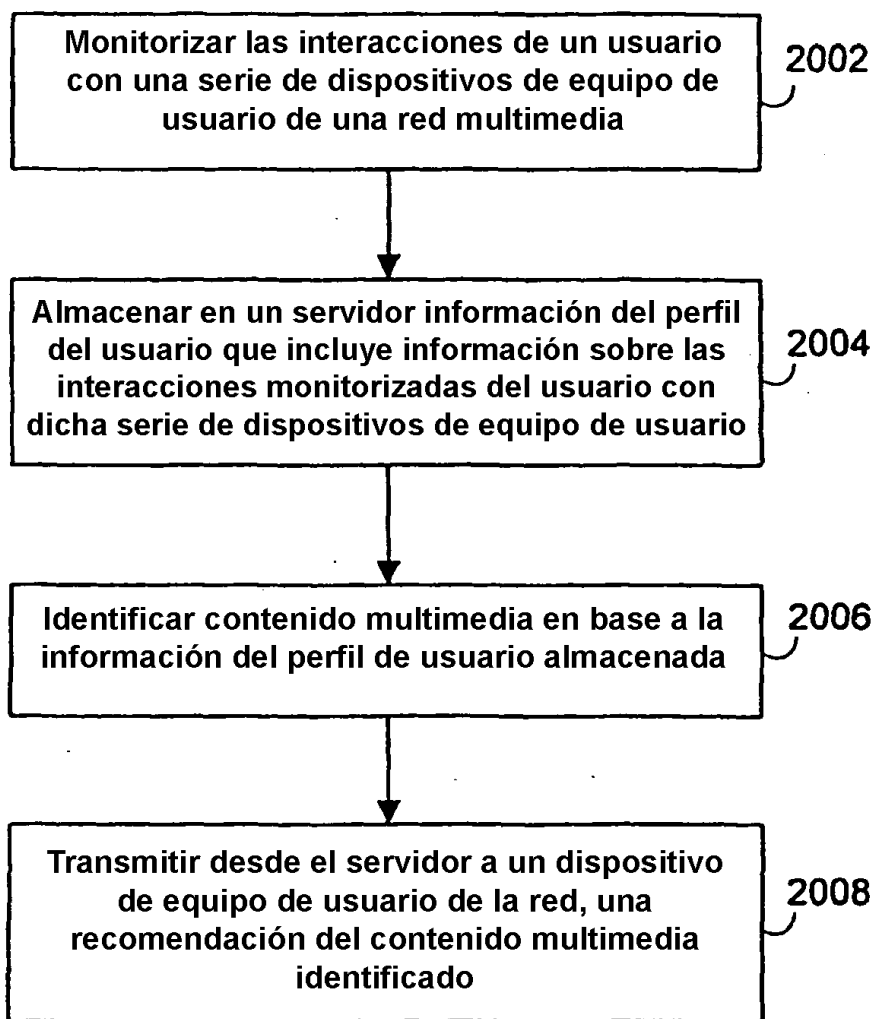 Monitorizar las interacciones de un usuario
con una serie de dispositivos de equipo de
usuario de una red multimedia
2002
Almacenar en un servidor información del perfil
del usuario que incluye información sobre las
interacciones monitorizadas del usuario con
dicha serie de dispositivos de equipo de usuario
2004
Identificar contenido multimedia en base a la
información del perfil de usuario almacenada
2006
Transmitir desde el servidor a un dispositivo
de equipo de usuario de la red, una
recomendación del contenido multimedia
identificado
2008